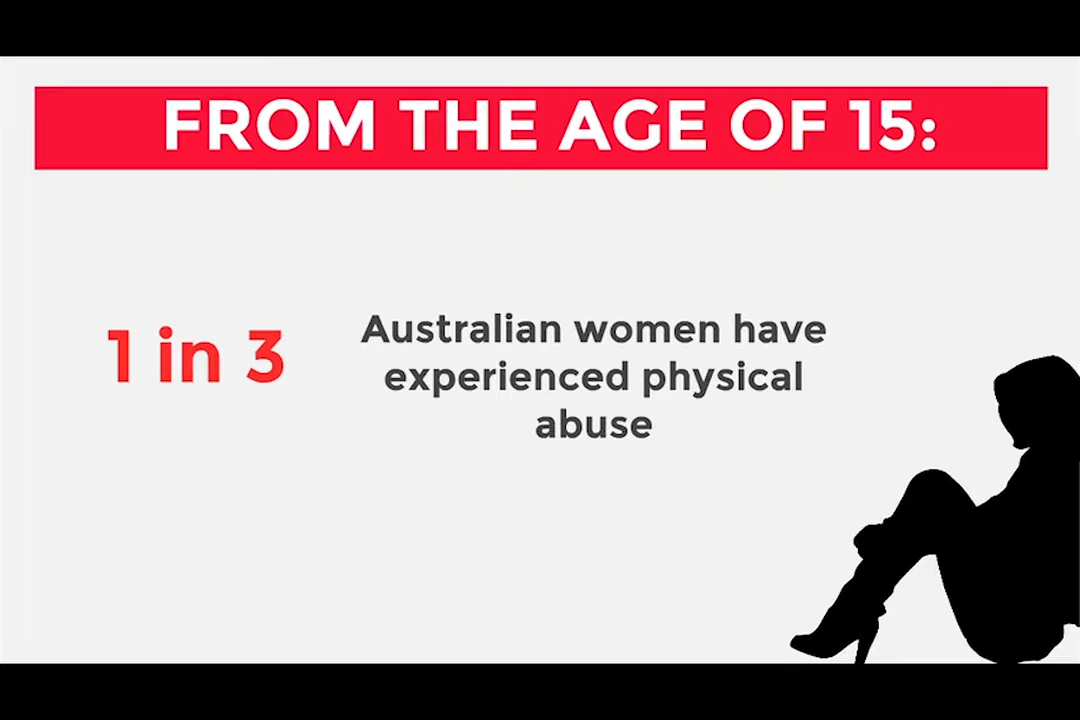 FROM THE AGE OF 15:
1 in 3
Australian women have
experienced physical
abuse